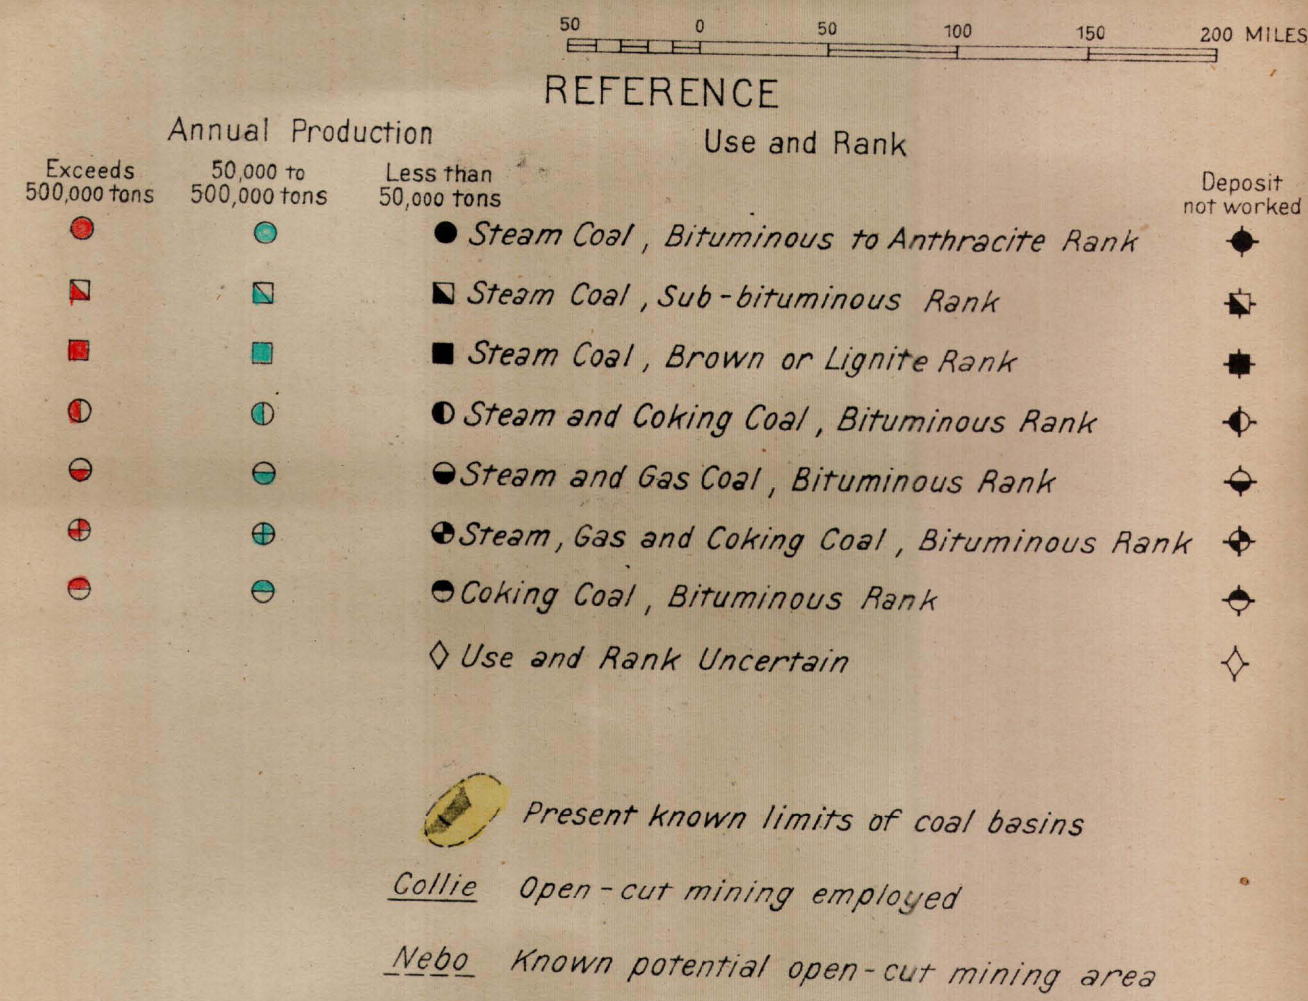 50 0 50 100 150 200 MILES
REFERENCE
Annual Production
Use and Rank
Exceeds
500,000 tons
50,000 to
500,000 tons
Less than
50,000 tons
Deposit
not worked
Steam Coal, Bituminous to Anthracite Rank
Steam Coal, Sub-bituminous Rank
Steam Coal, Brown or Lignite Rank
Steam and Coking Coal, Bituminous Rank
Steam and Gas Coal, Bituminous Rank
Steam, Gas and Coking Coal, Bituminous Rank
Coking Coal, Bituminous Rank
Use and Rank Uncertain
Present known limits of coal basins
Collie Open-cut mining employed
Nebo Known potential open-cut mining area